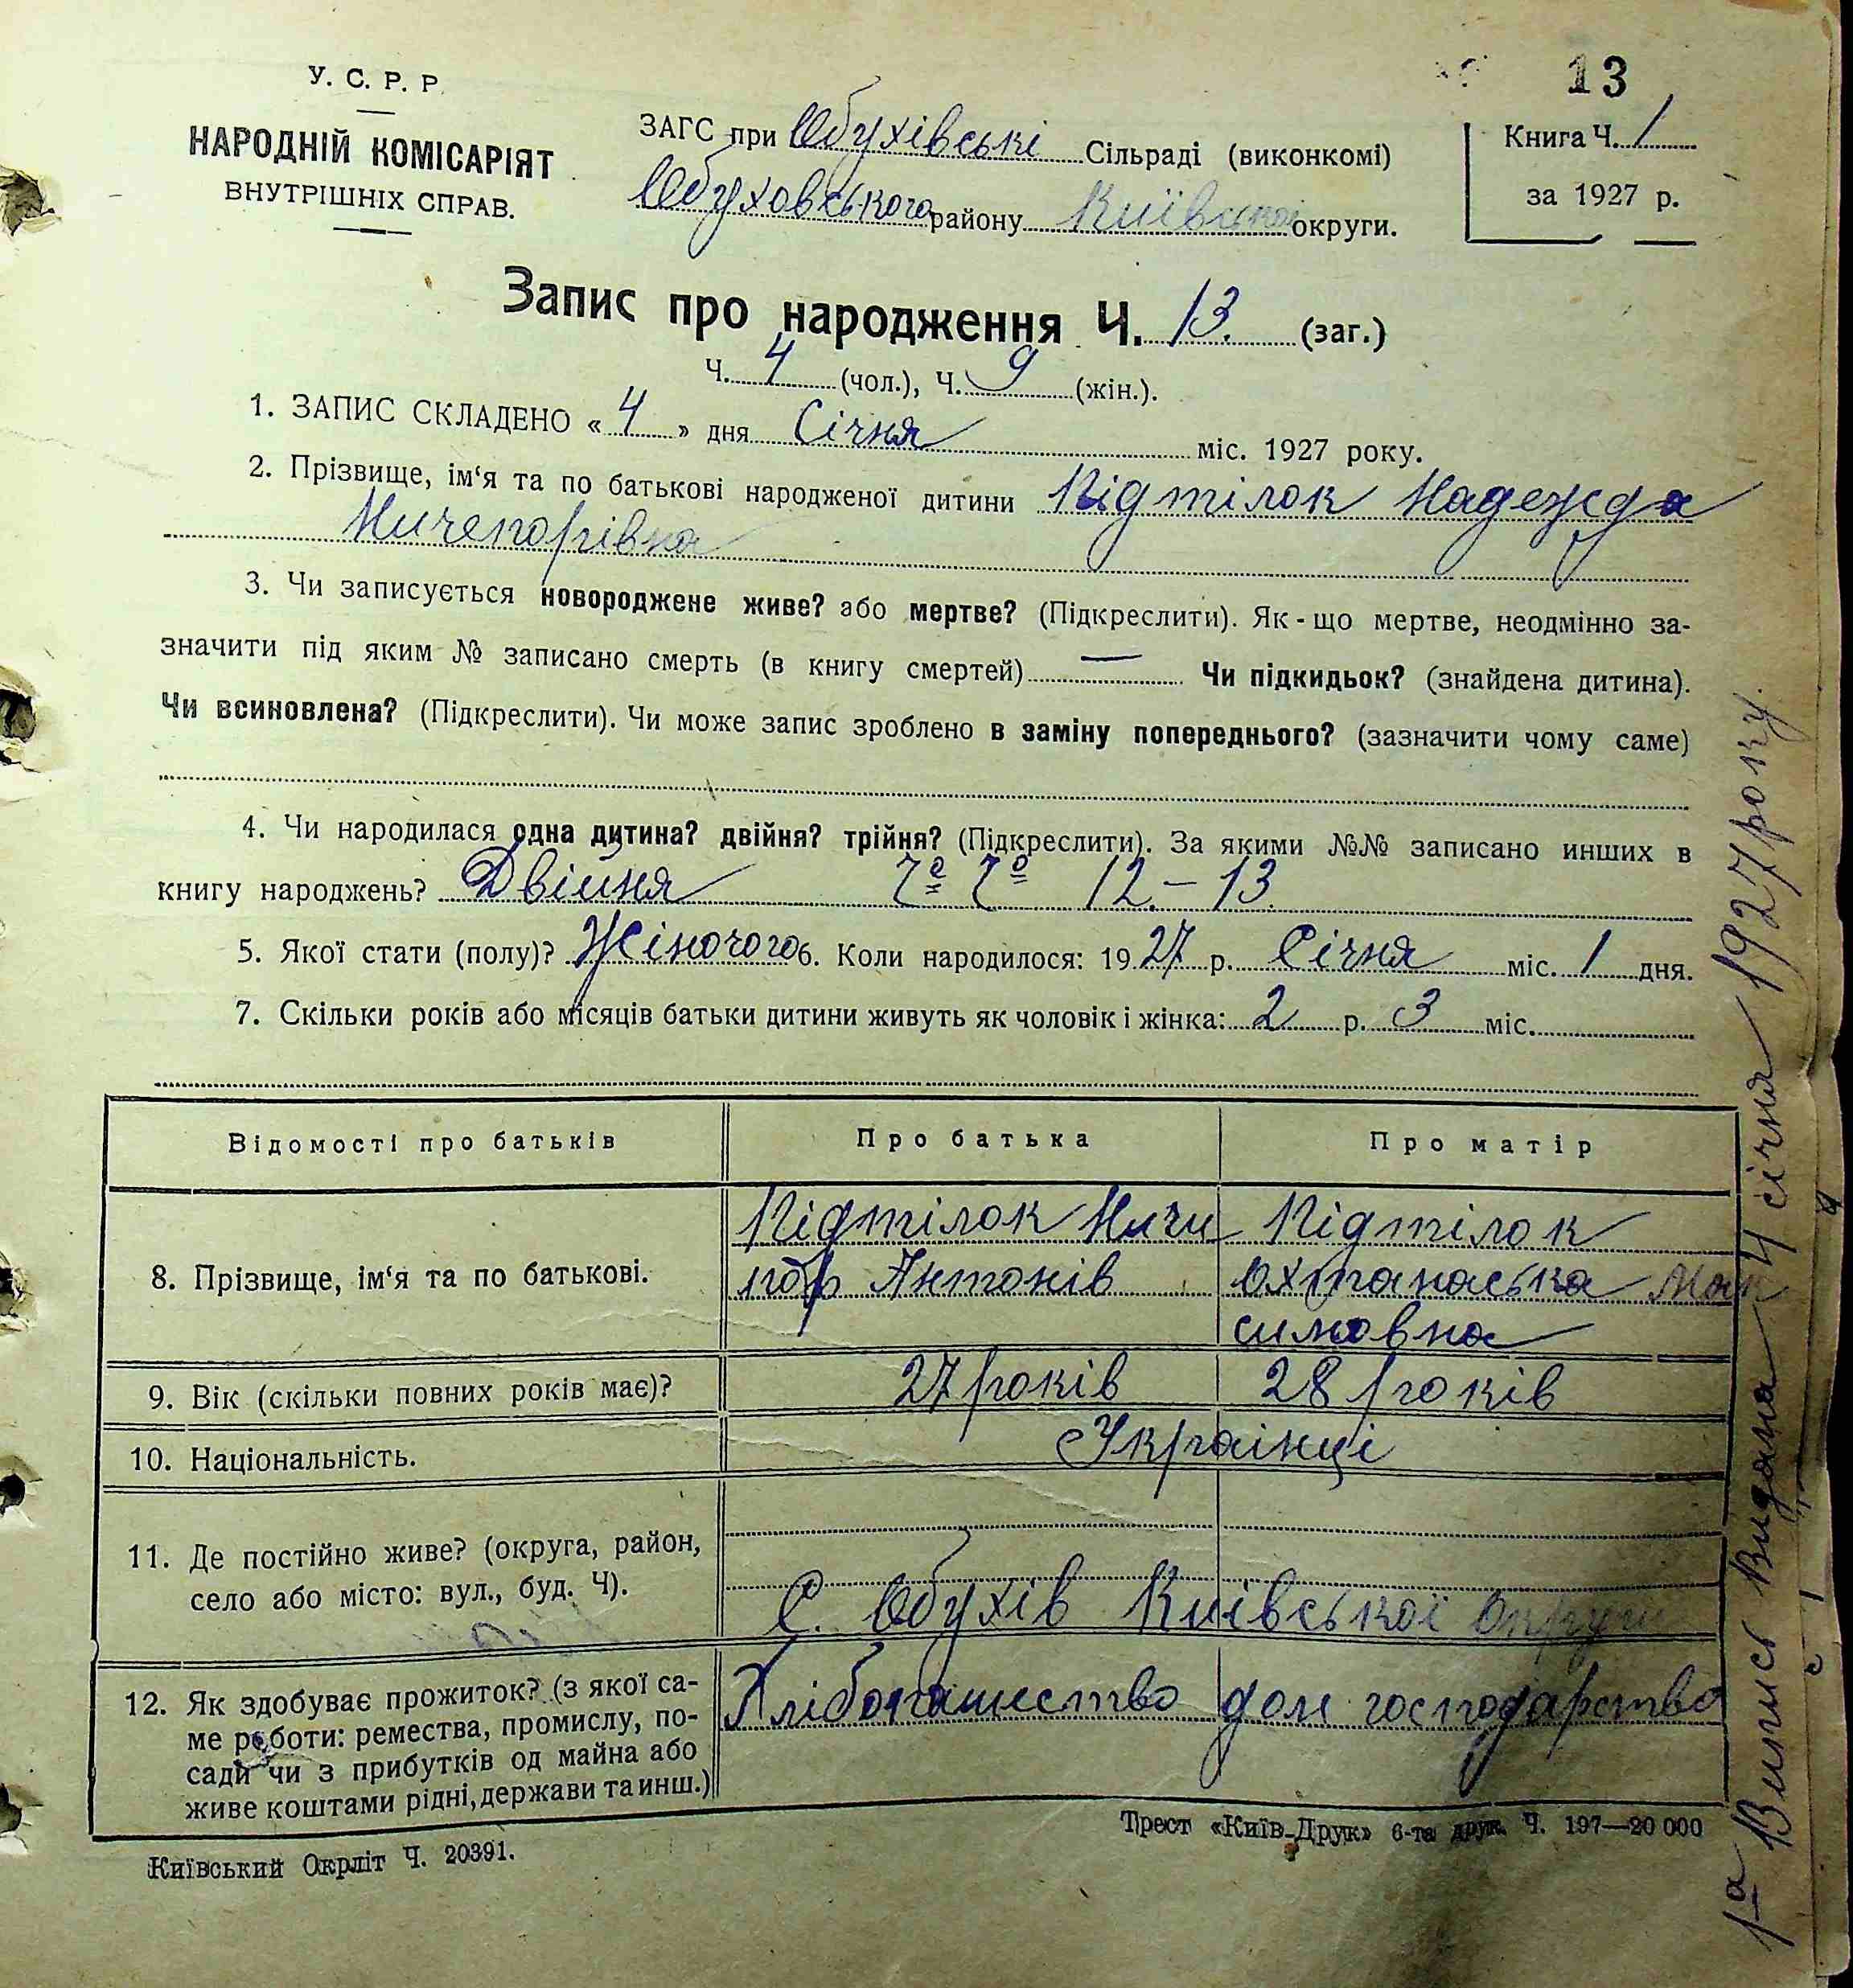 13
У. С. Р. Р.
НАРОДНІЙ КОМІСАРІЯТ
ВНУТРІШНІХ СПРАВ.
ЗАГС при Обухівські Сільраді (виконкомі)
Обуховського району Київської округи.
Книга Ч. 1
за 1927 р.
Запис про народження Ч. 13. (заг.)
Ч. 4 (чол.), Ч. 9 (жін.).
1. ЗАПИС СКЛАДЕНО « 4 » дня Січня міс. 1927 року.
2. Прізвище, ім‘я та по батькові народженої дитини Підтілок Надежда
Ничепорівна
3. Чи записується новороджене живе? або мертве? (Підкреслити). Як - що мертве, неодмінно за-
значити під яким № записано смерть (в книгу смертей) — Чи підкидьок? (знайдена дитина).
Чи всиновлена? (Підкреслити). Чи може запис зроблено в заміну попереднього? (зазначити чому саме)
4. Чи народилася одна дитина? двійня? трійня? (Підкреслити). За якими №№ записано инших в
книгу народжень? Двійня 12.–13.
5. Якої стати (полу)? Жіночого 6. Коли народилося: 1927 р. Січня міс. 1 дня.
7. Скільки років або місяців батьки дитини живуть як чоловік і жінка: 2 р. 3 міс.
Відомості про батьків Про батька Про матір
8. Прізвище, ім‘я та по батькові.
Підтілок Ничи
пор Антонів
Підтілок
Мак
симовна
9. Вік (скільки повних років має)? 27 років 28 років
10. Національність. Українці
11. Де постійно живе? (округа, район,
село або місто: вул., буд. Ч).
С. Обухів Київської Округи
12. Як здобуває прожиток? (з якої са-
ме роботи: ремества, промислу, по-
сади чи з прибутків од майна або
живе коштами рідні, держави та инш.)
Хлібопашество дом господарство
Київський Окрліт Ч. 20391.
Трест «Київ-Друк» 6-та друк. Ч. 197—20 000
1а Випись Видана 4 січня 1927 року.